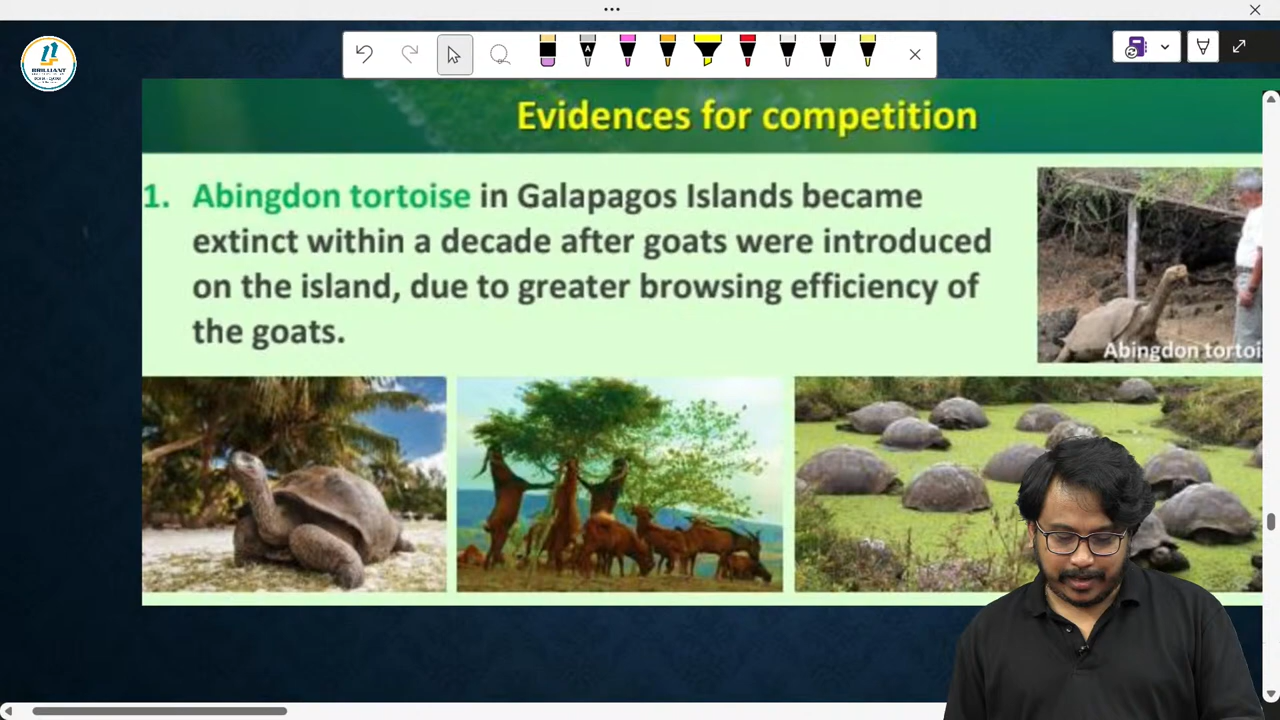 BRILLIANT
Evidences for competition
1. Abingdon tortoise in Galapagos Islands became
extinct within a decade after goats were introduced
on the island, due to greater browsing efficiency of
the goats.
Abingdon tortoi